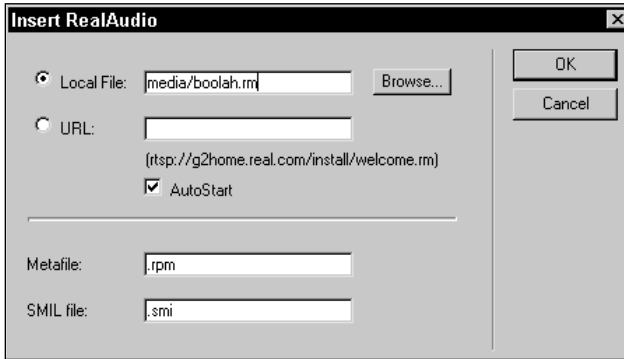 Insert RealAudio
Local File: media/boolah.rm Browse...
URL:
(rtsp://g2home.real.com/install/welcome.rm)
AutoStart
Metafile: .rpm
SMIL file: .smi
OK
Cancel